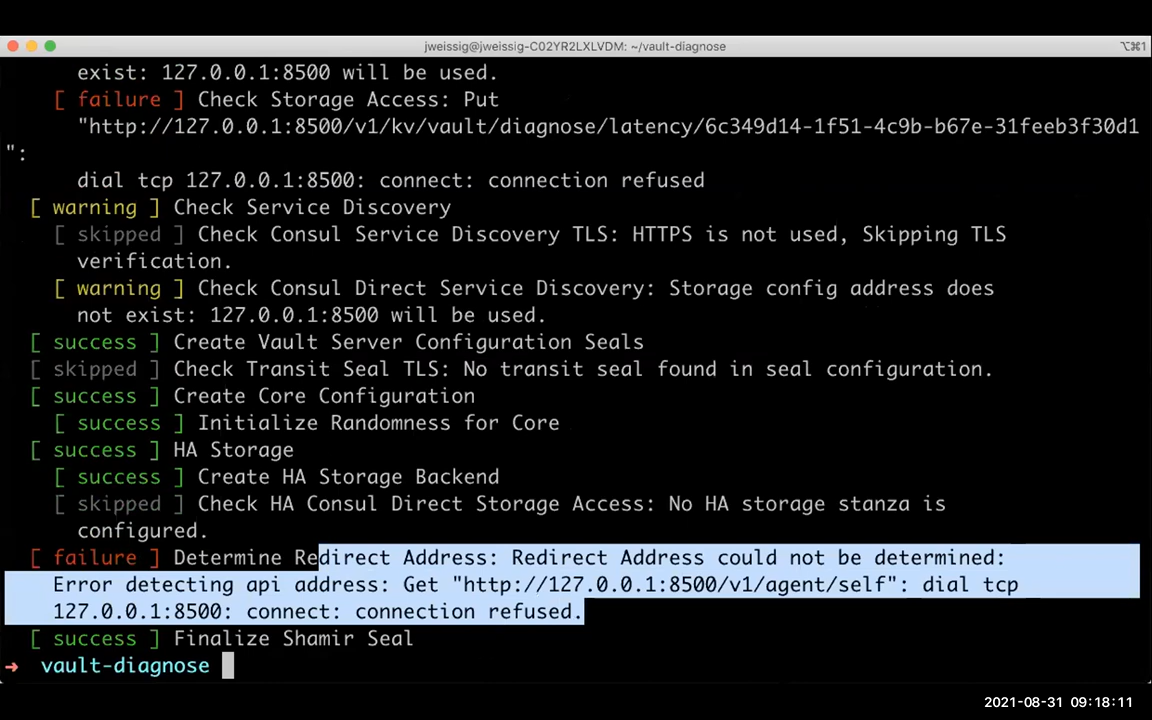 jweissig@jweissig-C02YR2LXLVDM: ~/vault-diagnose
⌥⌘1
exist: 127.0.0.1:8500 will be used.
[ failure ] Check Storage Access: Put
"http://127.0.0.1:8500/v1/kv/vault/diagnose/latency/6c349d14-1f51-4c9b-b67e-31feeb3f30d1
":
dial tcp 127.0.0.1:8500: connect: connection refused
[ warning ] Check Service Discovery
[ skipped ] Check Consul Service Discovery TLS: HTTPS is not used, Skipping TLS
verification.
[ warning ] Check Consul Direct Service Discovery: Storage config address does
not exist: 127.0.0.1:8500 will be used.
[ success ] Create Vault Server Configuration Seals
[ skipped ] Check Transit Seal TLS: No transit seal found in seal configuration.
[ success ] Create Core Configuration
[ success ] Initialize Randomness for Core
[ success ] HA Storage
[ success ] Create HA Storage Backend
[ skipped ] Check HA Consul Direct Storage Access: No HA storage stanza is
configured.
[ failure ] Determine Redirect Address: Redirect Address could not be determined:
Error detecting api address: Get "http://127.0.0.1:8500/v1/agent/self": dial tcp
127.0.0.1:8500: connect: connection refused.
[ success ] Finalize Shamir Seal
➜ vault-diagnose
2021-08-31 09:18:11